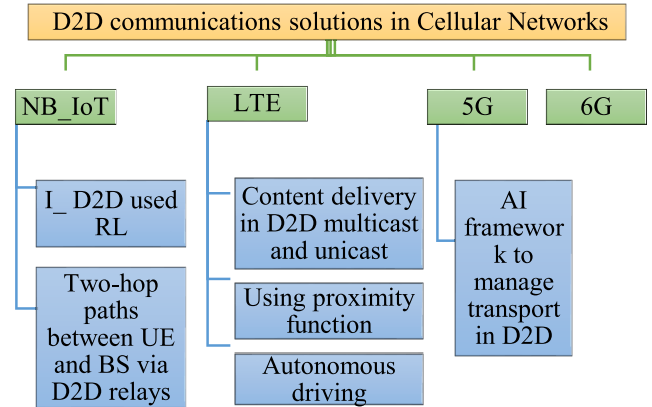 D2D communications solutions in Cellular Networks
NB_IoT
LTE
5G
6G
I_ D2D used
RL
Two-hop
paths
between UE
and BS via
D2D relays
Content delivery
in D2D multicast
and unicast
Using proximity
function
Autonomous
driving
AI
framewor
k to
manage
transport
in D2D